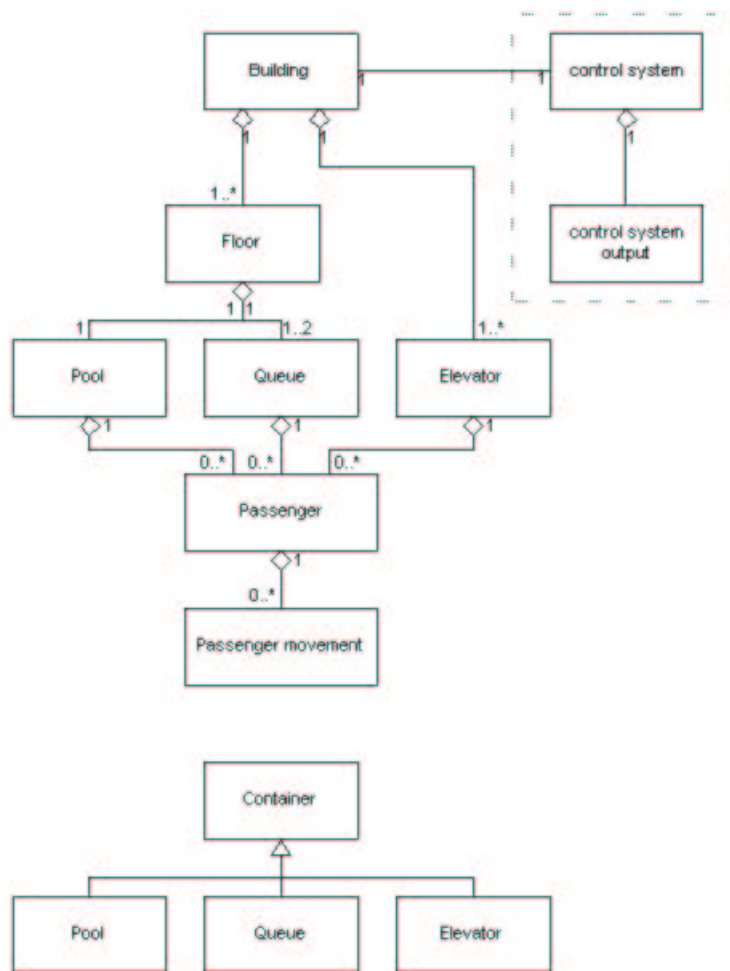 Building
control system
1
1
1
1
1
1..*
Floor
control system
output
1
1
1
1..2
1..*
Pool
Queue
Elevator
1
1
1
0..*
0..*
0..*
Passenger
1
0..*
Passenger movement
Container
Pool
Queue
Elevator